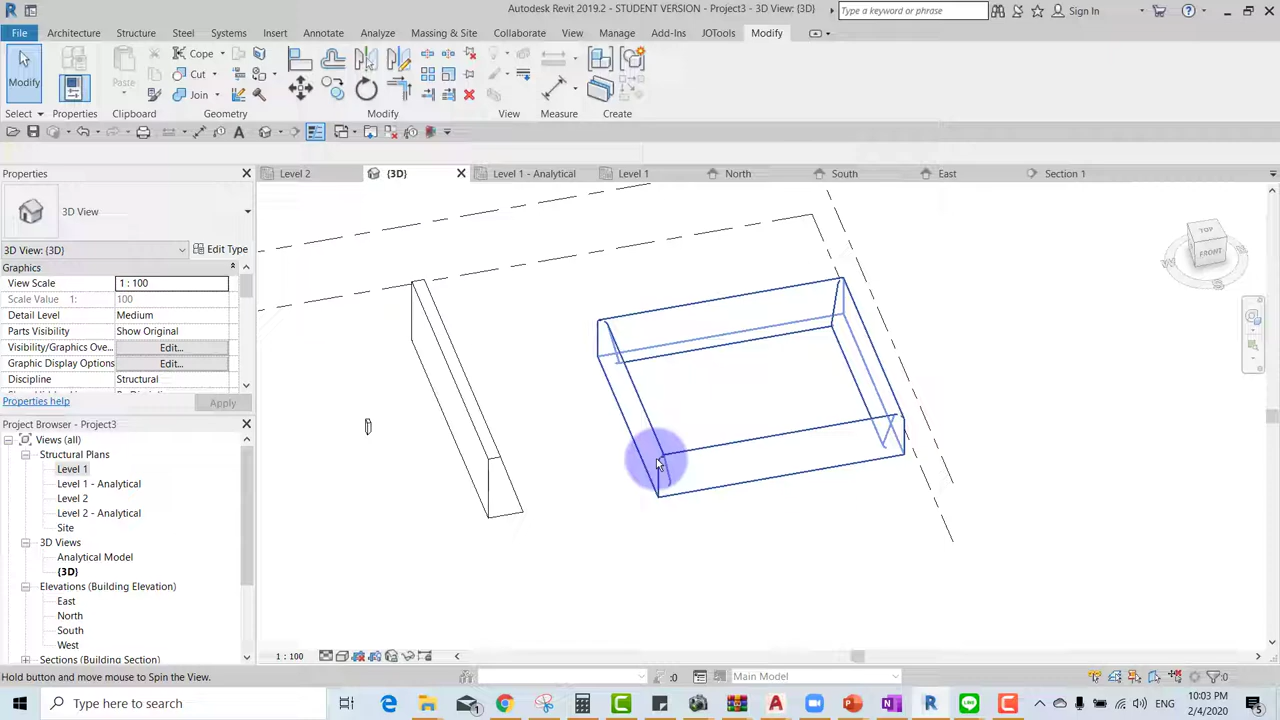 Autodesk Revit 2019.2 - STUDENT VERSION - Project3 - 3D View: {3D}
Type a keyword or phrase
Sign In
File Architecture Structure Steel Systems Insert Annotate Analyze Massing & Site Collaborate View Manage Add-Ins JOTools Modify
Modify Paste Cope Cut Join
Select Properties Clipboard Geometry Modify View Measure Create
Properties
Level 2 {3D} Level 1 - Analytical Level 1 North South East Section 1
3D View
3D View: {3D} Edit Type
Graphics
View Scale 1 : 100
Scale Value 1: 100
Detail Level Medium
Parts Visibility Show Original
Visibility/Graphics Ove... Edit...
Graphic Display Options Edit...
Discipline Structural
Properties help Apply
Project Browser - Project3
Views (all)
Structural Plans
Level 1
Level 1 - Analytical
Level 2
Level 2 - Analytical
Site
3D Views
Analytical Model
{3D}
Elevations (Building Elevation)
East
North
South
West
Sections (Building Section)
TOP
FRONT
1 : 100
Hold button and move mouse to Spin the View.
:0 Main Model :0
Type here to search
ENG
10:03 PM
2/4/2020
5